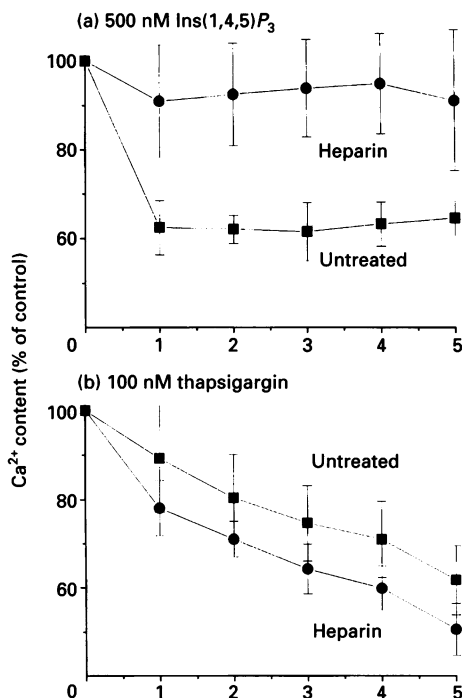 (a) 500 nM Ins(1,4,5)P₃
100
80
60
Heparin
Untreated
0 1 2 3 4 5
(b) 100 nM thapsigargin
100
80
60
Untreated
Heparin
0 1 2 3 4 5
Ca²⁺ content (% of control)